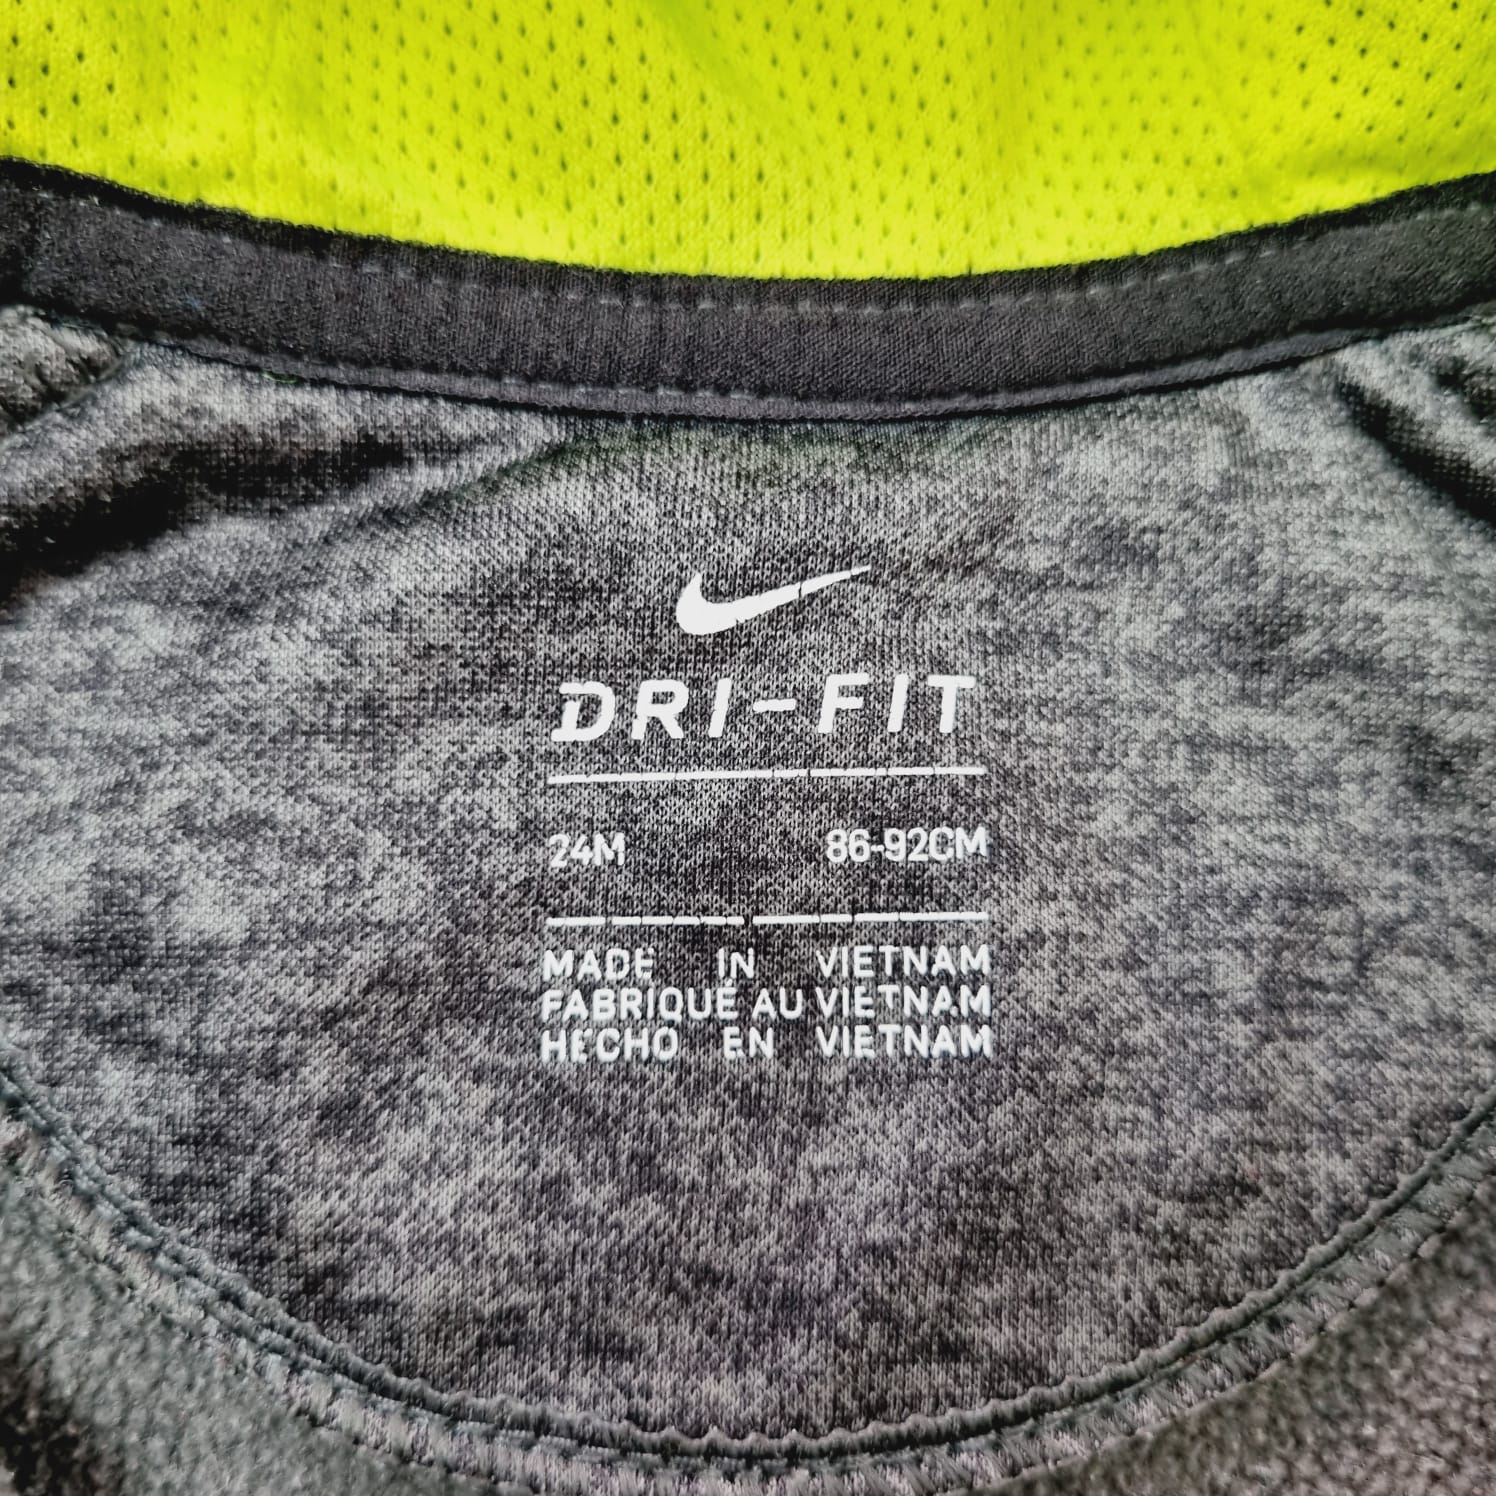 DRI-FIT
24M 86-92CM
MADE IN VIETNAM
FABRIQUÉ AU VIETNAM
HECHO EN VIETNAM